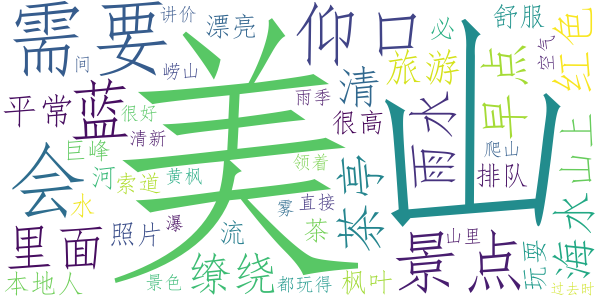 需要
讲价
漂亮
仰口
必
舒服
间
崂山
旅游
空气
红色
美
山
平常
蓝
很好
雨季
清
很高
雨水
早点
清新
巨峰
领着
爬山
会
河
索道
黄枫
茶亭
排队
山上
水
雾
直接
里面
照片
瀑
流
茶
景点
山里
海水
玩耍
本地人
景色
缭绕
都玩得
枫叶
过去时